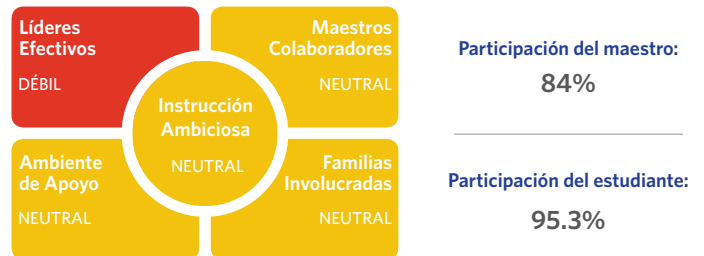 Líderes
Efectivos
DÉBIL
Maestros
Colaboradores
NEUTRAL
Instrucción
Ambiciosa
NEUTRAL
Ambiente
de Apoyo
NEUTRAL
Familias
Involucradas
NEUTRAL
Participación del maestro:
84%
Participación del estudiante:
95.3%